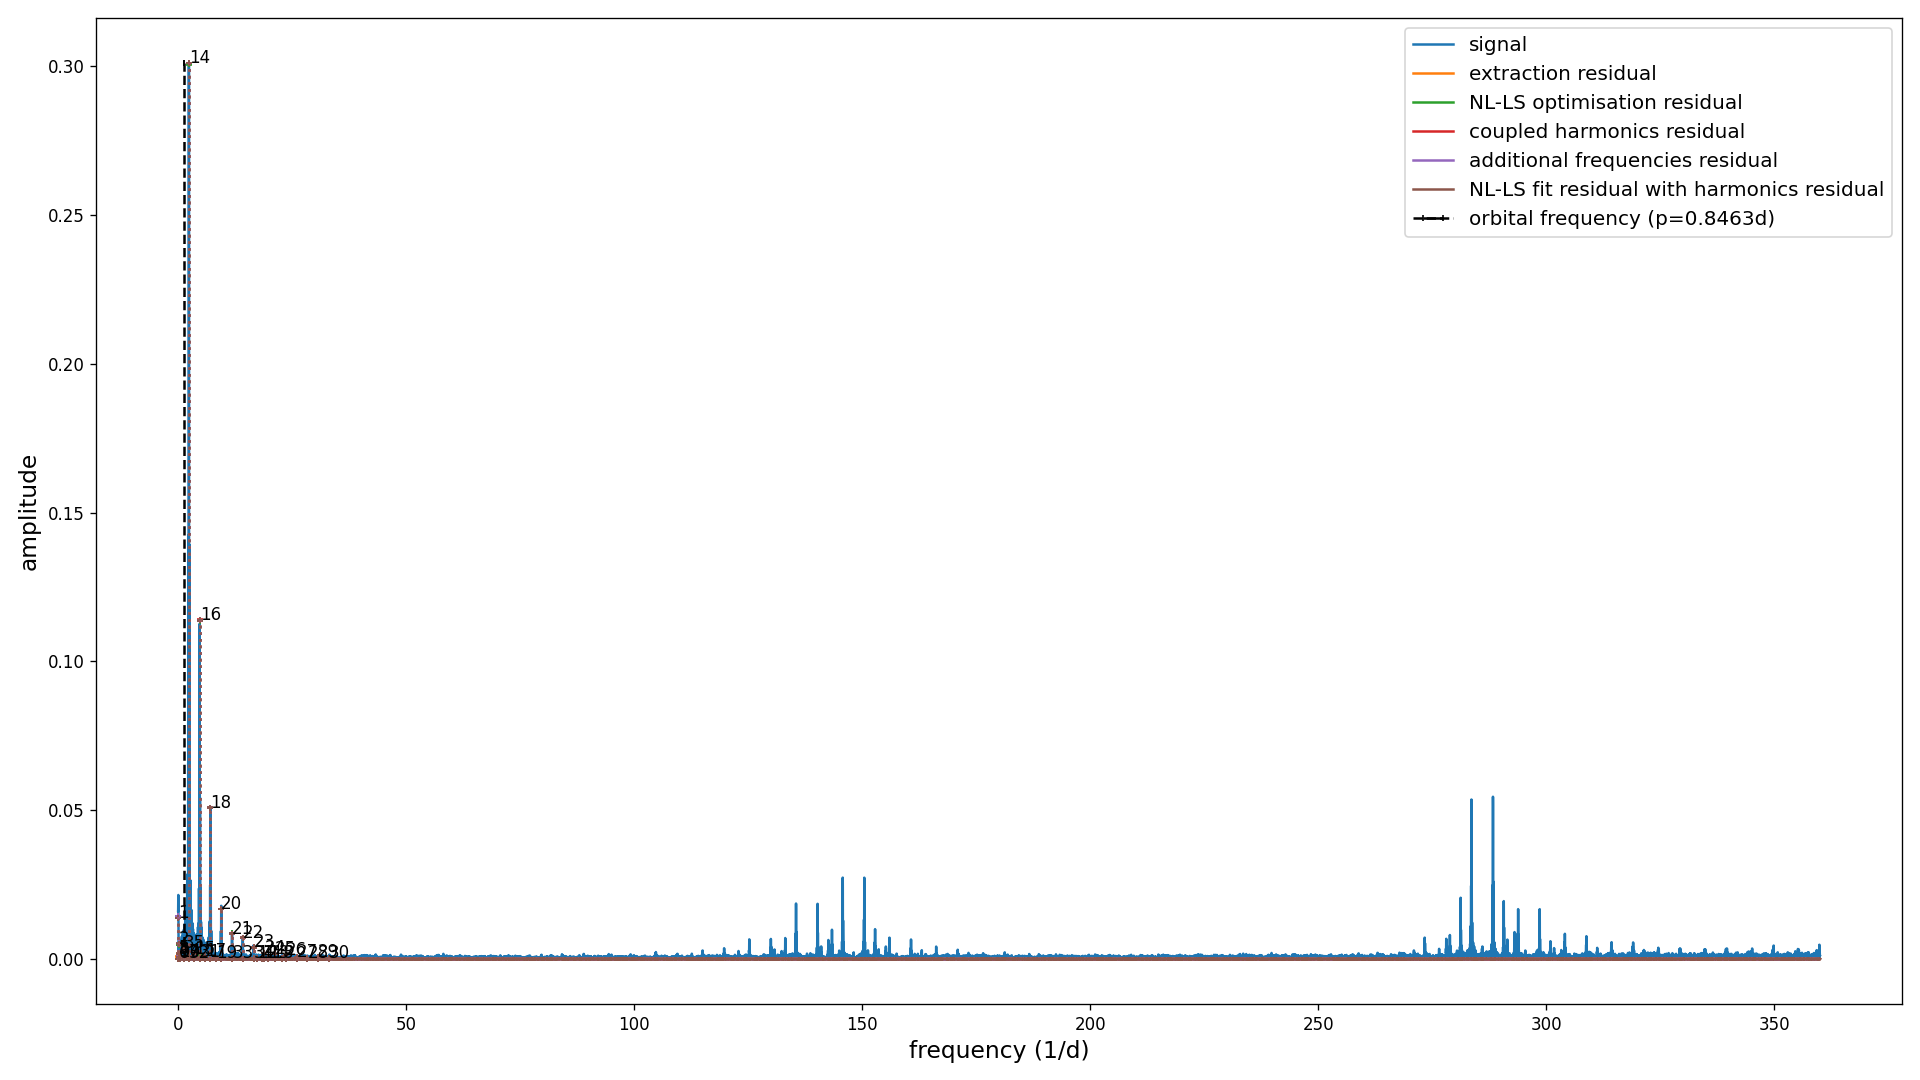 signal
extraction residual
NL-LS optimisation residual
coupled harmonics residual
additional frequencies residual
NL-LS fit residual with harmonics residual
orbital frequency (p=0.8463d)
0.30
0.25
0.20
0.15
0.10
0.05
0.00
amplitude
14
16
18
20
21
22
23
30
0
50
100
150
200
250
300
350
frequency (1/d)